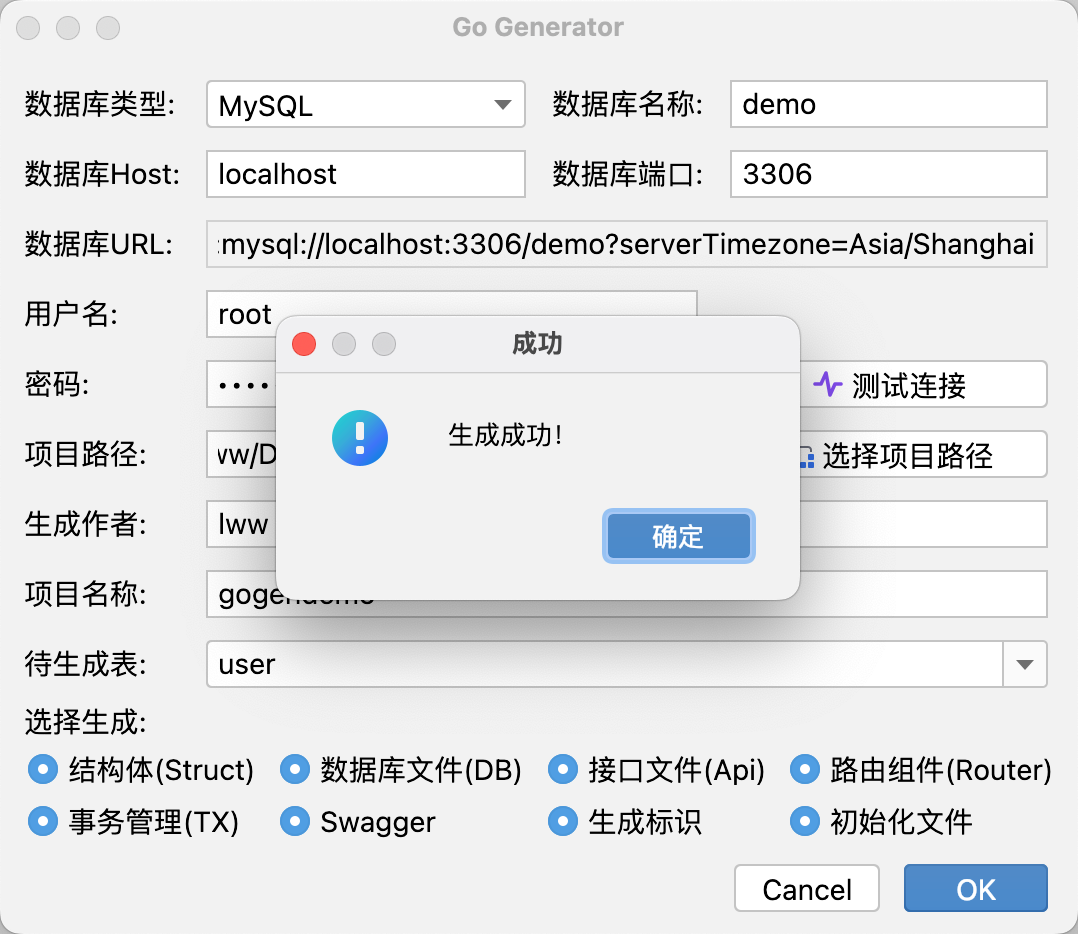 Go Generator
数据库类型: MySQL 数据库名称: demo
数据库Host: localhost 数据库端口: 3306
数据库URL: :mysql://localhost:3306/demo?serverTimezone=Asia/Shanghai
用户名: root
成功
密码: •••• 测试连接
生成成功!
项目路径: ww/D 选择项目路径
生成作者: lww
确定
项目名称:
待生成表: user
选择生成:
结构体(Struct) 数据库文件(DB) 接口文件(Api) 路由组件(Router)
事务管理(TX) Swagger 生成标识 初始化文件
Cancel OK